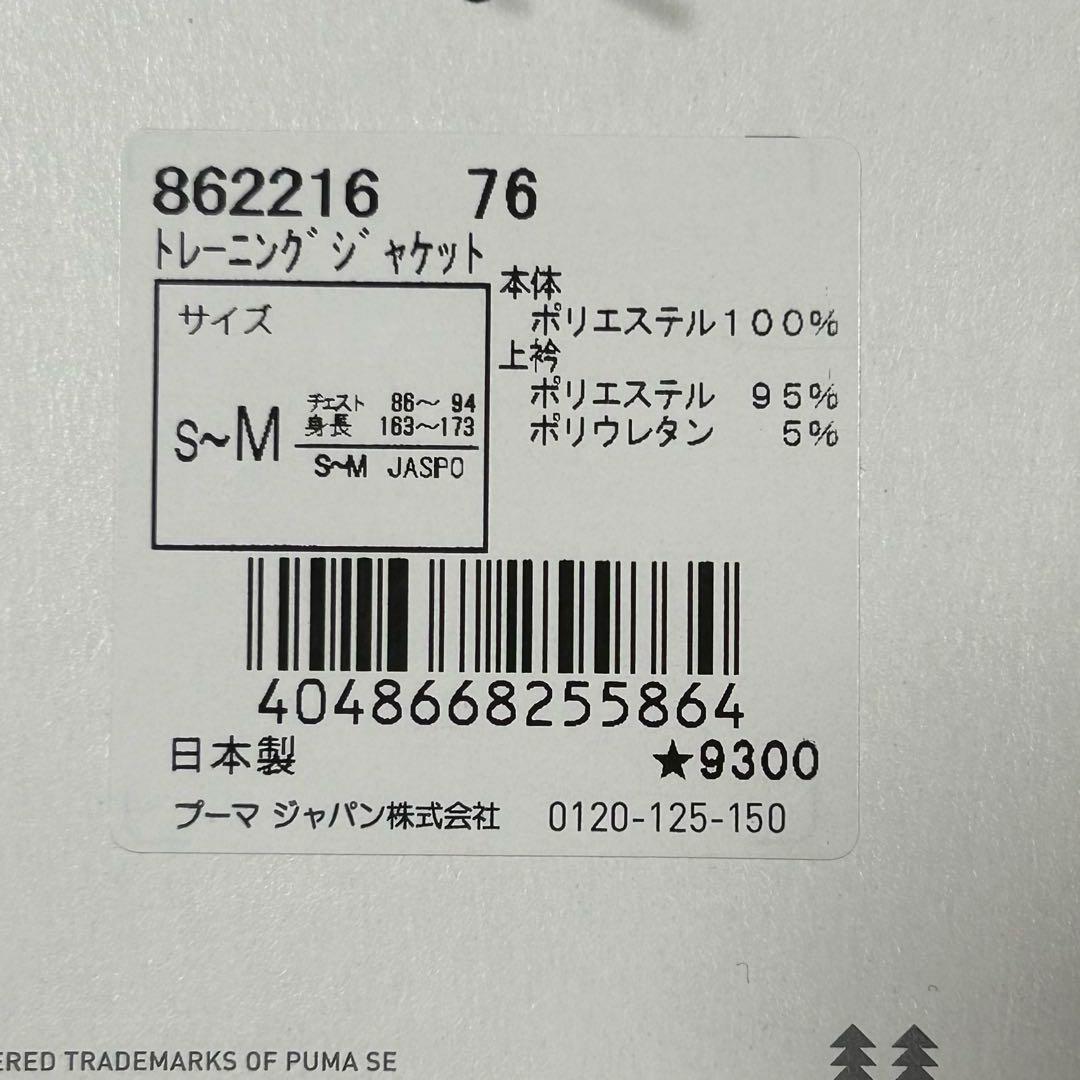 862216 76
トレーニングジャケット
サイズ
S~M
チェスト 86~ 94
身長 163~173
S~M JASPO
本体
ポリエステル100%
上衿
ポリエステル 95%
ポリウレタン 5%
4048668255864
日本製
★9300
プーマ ジャパン株式会社 0120-125-150
ERED TRADEMARKS OF PUMA SE